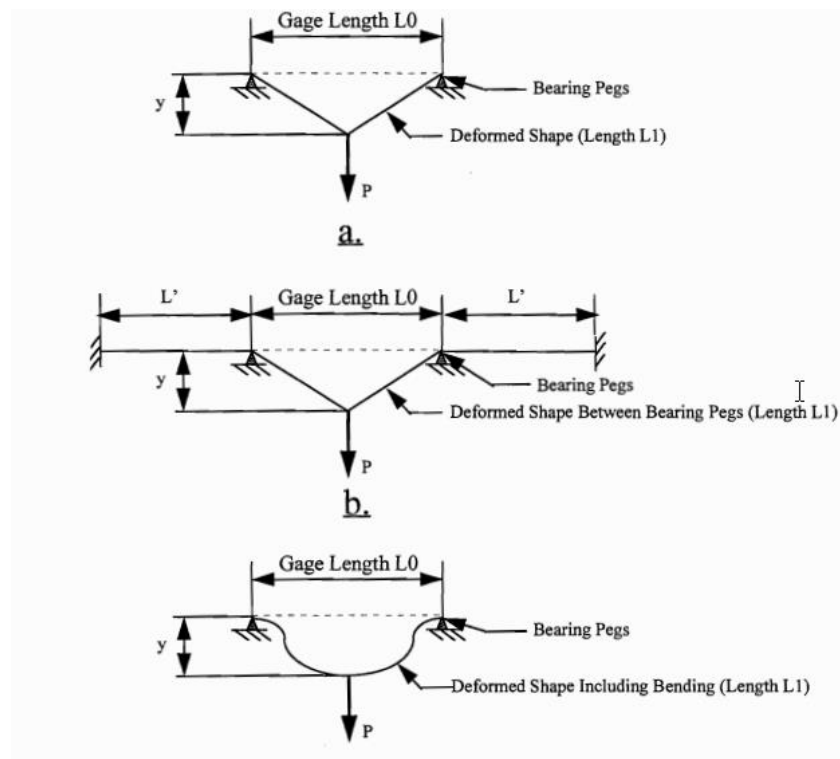 Gage Length L0
Bearing Pegs
y
Deformed Shape (Length L1)
P
a.
L’ Gage Length L0 L’
y
Bearing Pegs
Deformed Shape Between Bearing Pegs (Length L1)
P
b.
Gage Length L0
Bearing Pegs
y
Deformed Shape Including Bending (Length L1)
P